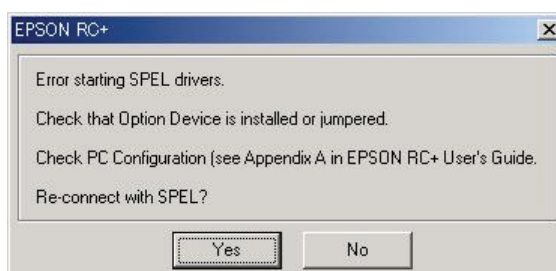 EPSON RC+
Error starting SPEL drivers.
Check that Option Device is installed or jumpered.
Check PC Configuration (see Appendix A in EPSON RC+ User's Guide.
Re-connect with SPEL?
Yes No